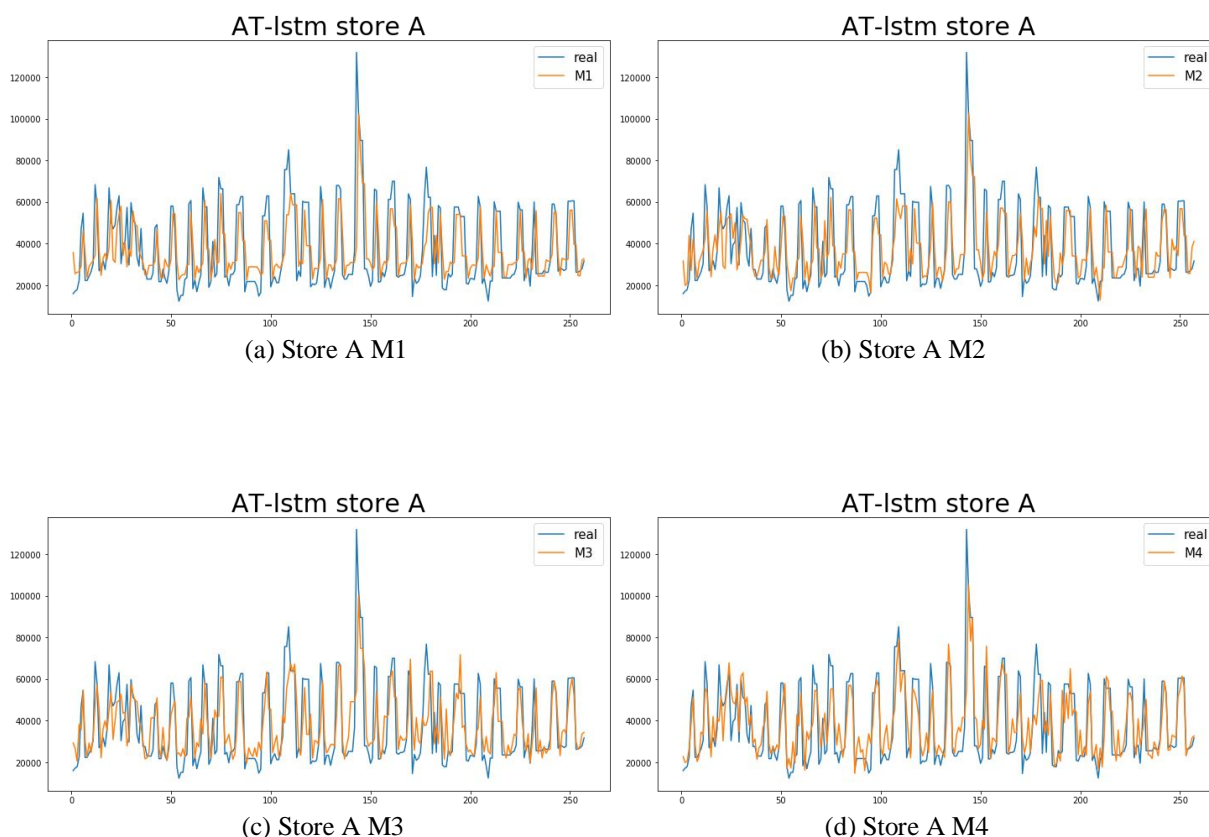 AT-lstm store A
real
M1
120000
100000
80000
60000
40000
20000
0 50 100 150 200 250
(a) Store A M1
AT-lstm store A
real
M2
120000
100000
80000
60000
40000
20000
0 50 100 150 200 250
(b) Store A M2
AT-lstm store A
real
M3
120000
100000
80000
60000
40000
20000
0 50 100 150 200 250
(c) Store A M3
AT-lstm store A
real
M4
120000
100000
80000
60000
40000
20000
0 50 100 150 200 250
(d) Store A M4